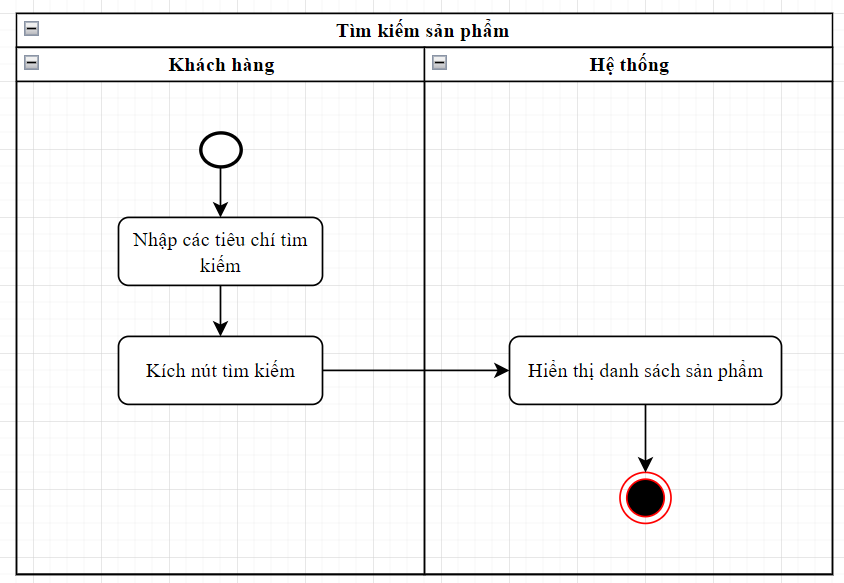 Tìm kiếm sản phẩm
Khách hàng
Hệ thống
Nhập các tiêu chí tìm
kiếm
Kích nút tìm kiếm
Hiển thị danh sách sản phẩm